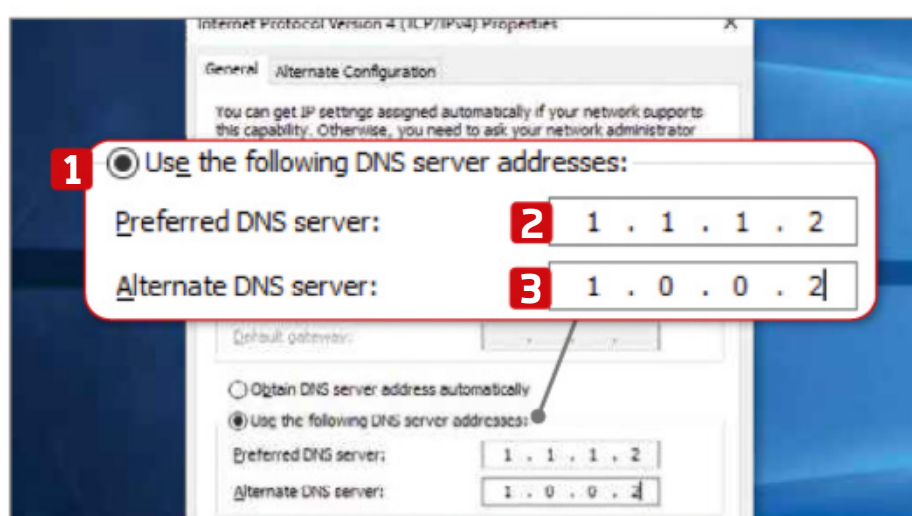 Internet Protocol Version 4 (TCP/IPv4) Properties X
General Alternate Configuration
You can get IP settings assigned automatically if your network supports
this capability. Otherwise, you need to ask your network administrator
1 Use the following DNS server addresses:
Preferred DNS server: 2 1 . 1 . 1 . 2
Alternate DNS server: 3 1 . 0 . 0 . 2
Default gateway: . . .
Obtain DNS server address automatically
Use the following DNS server addresses:
Preferred DNS server: 1 . 1 . 1 . 2
Alternate DNS server: 1 . 0 . 0 . 2